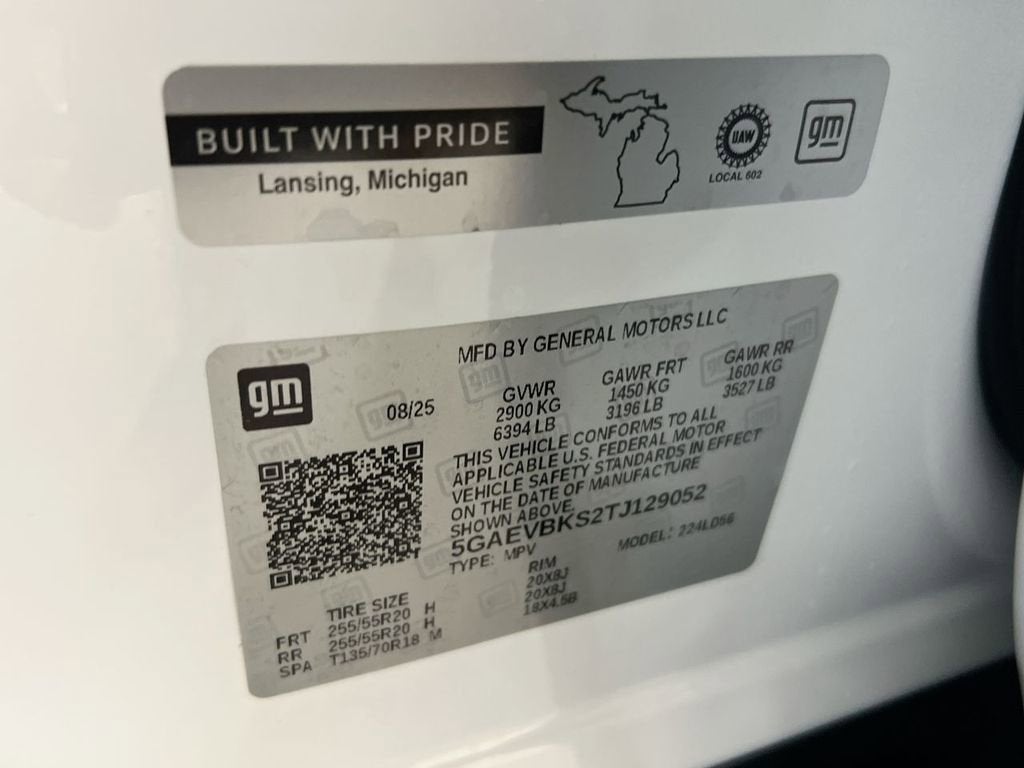 BUILT WITH PRIDE
Lansing, Michigan
UAW
LOCAL 602
gm
gm
MFD BY GENERAL MOTORS LLC
08/25
GVWR GAWR FRT GAWR RR
2900 KG 1450 KG 1600 KG
6394 LB 3196 LB 3527 LB
THIS VEHICLE CONFORMS TO ALL
APPLICABLE U.S. FEDERAL MOTOR
VEHICLE SAFETY STANDARDS IN EFFECT
ON THE DATE OF MANUFACTURE
SHOWN ABOVE.
5GAEVBKS2TJ129052
TYPE: MPV MODEL: 224LD56
TIRE SIZE RIM
FRT 255/55R20 H 20X8J
RR 255/55R20 H 20X8J
SPA T135/70R18 M 18X4.5B